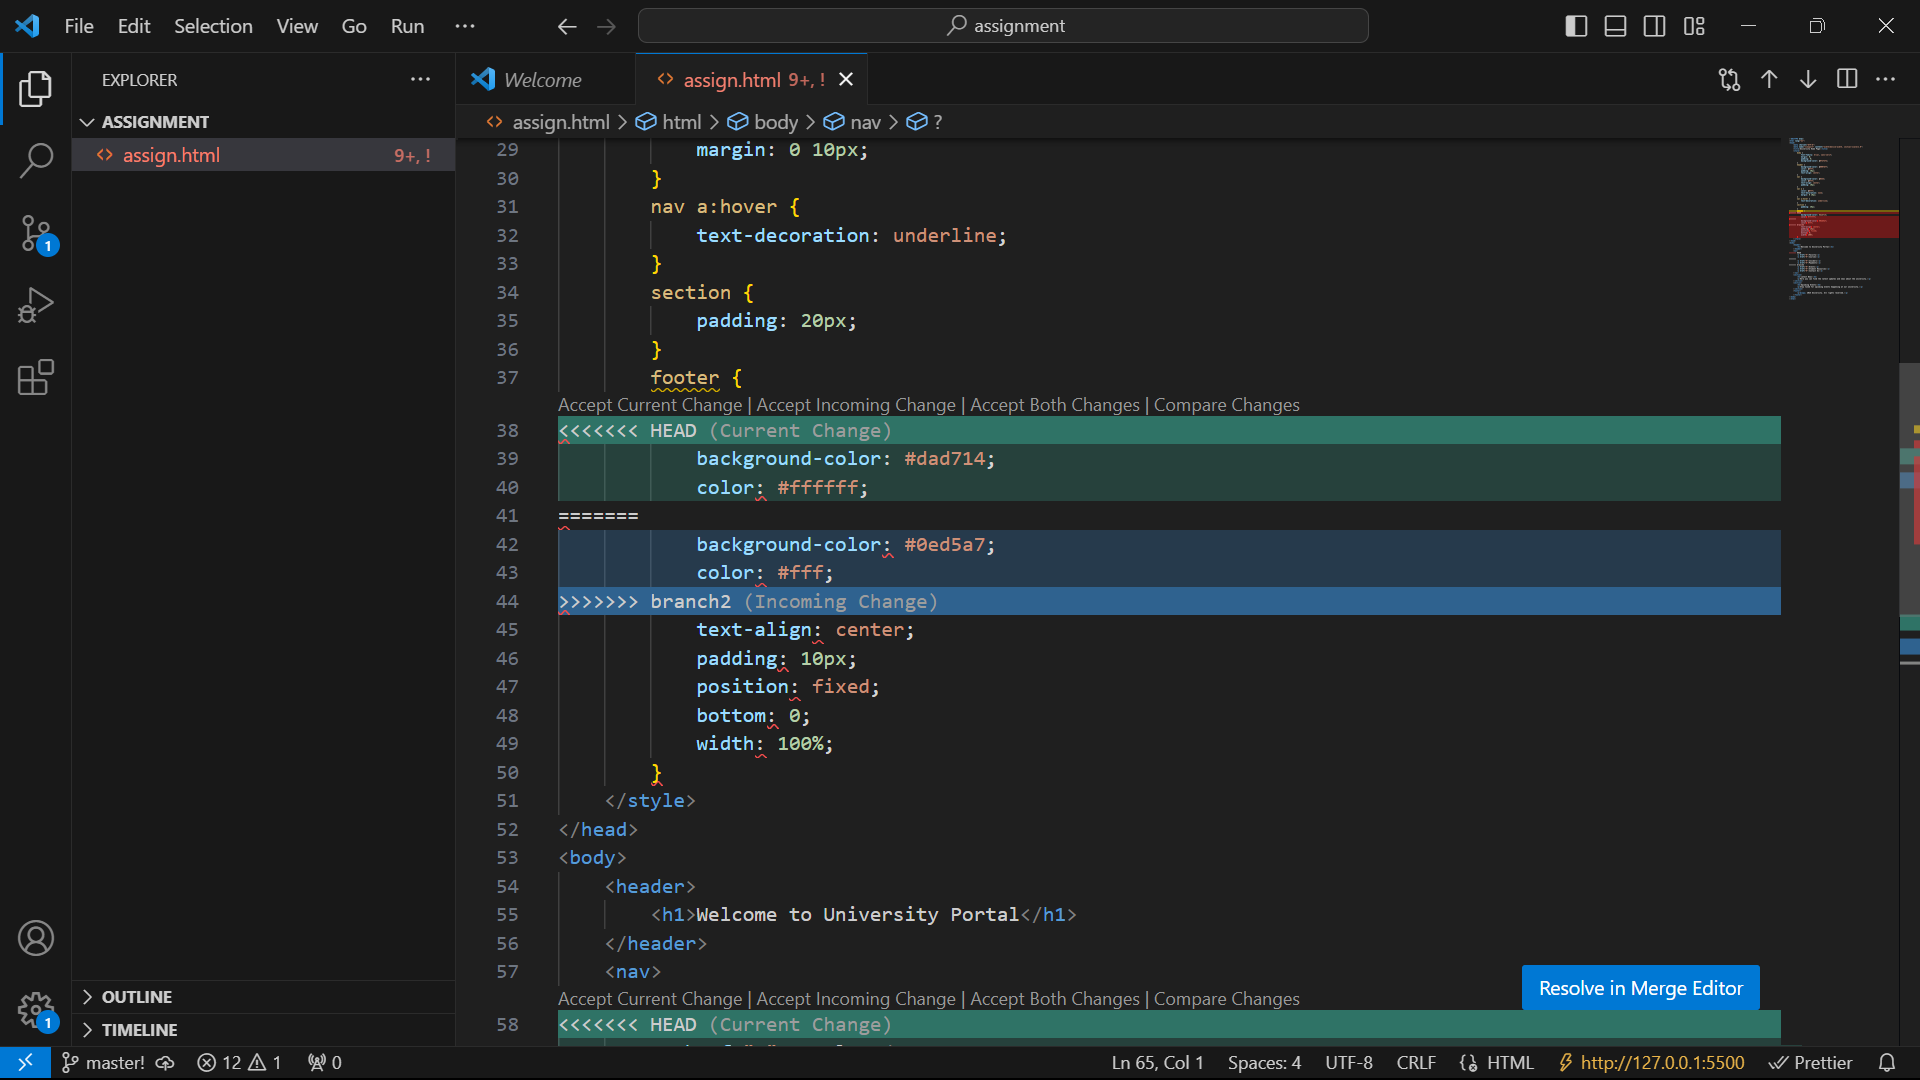 File Edit Selection View Go Run ··· assignment
EXPLORER ···
ASSIGNMENT
<> assign.html 9+, !
1
Welcome <> assign.html 9+, !
<> assign.html > html > body > nav > ?
29 margin: 0 10px;
30 }
31 nav a:hover {
32 text-decoration: underline;
33 }
34 section {
35 padding: 20px;
36 }
37 footer {
Accept Current Change | Accept Incoming Change | Accept Both Changes | Compare Changes
38 <<<<<<< HEAD (Current Change)
39 background-color: #dad714;
40 color: #ffffff;
41 =======
42 background-color: #0ed5a7;
43 color: #fff;
44 >>>>>>> branch2 (Incoming Change)
45 text-align: center;
46 padding: 10px;
47 position: fixed;
48 bottom: 0;
49 width: 100%;
50 }
51 </style>
52 </head>
53 <body>
54 <header>
55 <h1>Welcome to University Portal</h1>
56 </header>
57 <nav>
Accept Current Change | Accept Incoming Change | Accept Both Changes | Compare Changes
58 <<<<<<< HEAD (Current Change)
Resolve in Merge Editor
OUTLINE
TIMELINE
1
master! 12 1 0 Ln 65, Col 1 Spaces: 4 UTF-8 CRLF HTML http://127.0.0.1:5500 Prettier